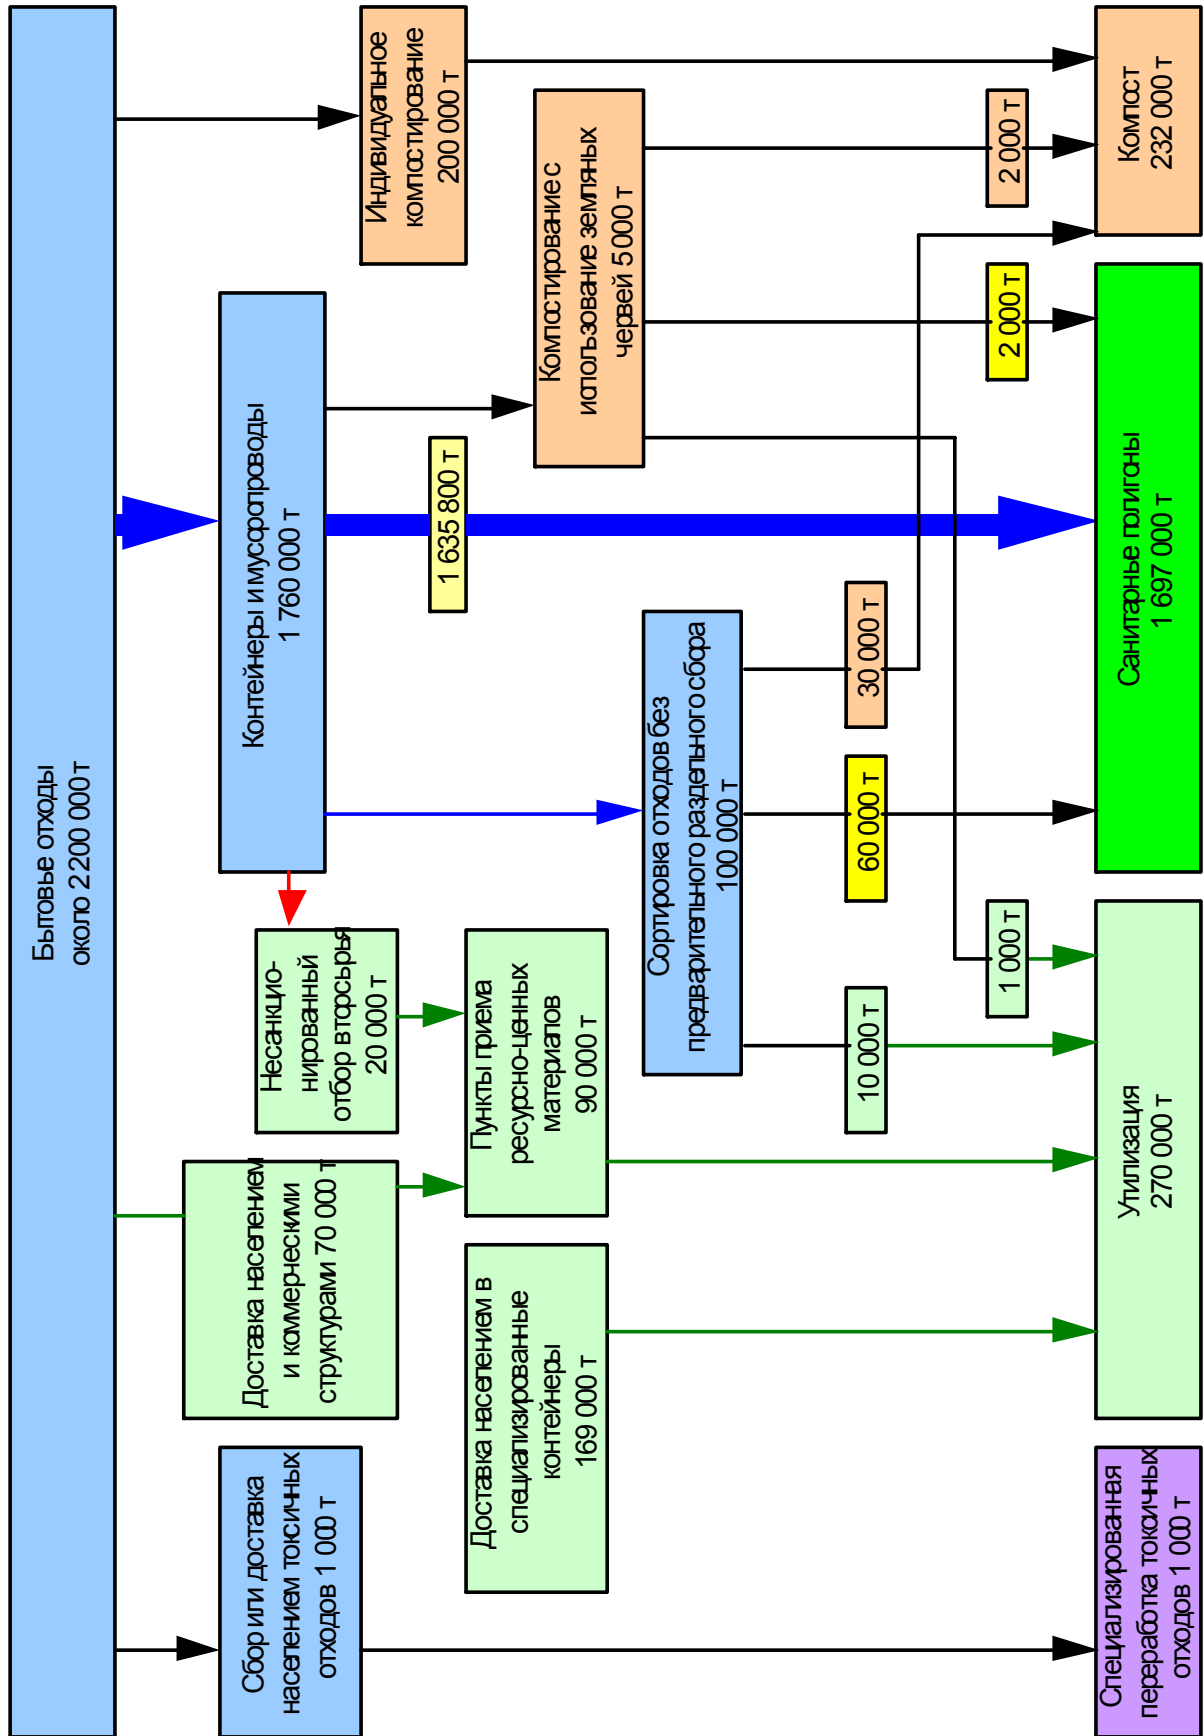 Бытовые отходы
около 2 200 000 т
Сбор или доставка
населением токсичных
отходов 1 000 т
Доставка населением
и коммерческими
структурами 70 000 т
Несанкцио-
нированный
отбор вторсырья
20 000 т
Контейнеры и мусоропроводы
1 760 000 т
Индивидуальное
компостирование
200 000 т
Доставка населением в
специализированные
контейнеры
169 000 т
Пункты приема
ресурсно-ценных
материалов
90 000 т
1 635 800 т
Компостирование с
использование земляных
червей 5 000 т
Сортировка отходов без
предварительного раздельного сбора
100 000 т
10 000 т
60 000 т
30 000 т
1 000 т
2 000 т
2 000 т
Специализированная
переработка токсичных
отходов 1 000 т
Утилизация
270 000 т
Санитарные полигоны
1 697 000 т
Компост
232 000 т